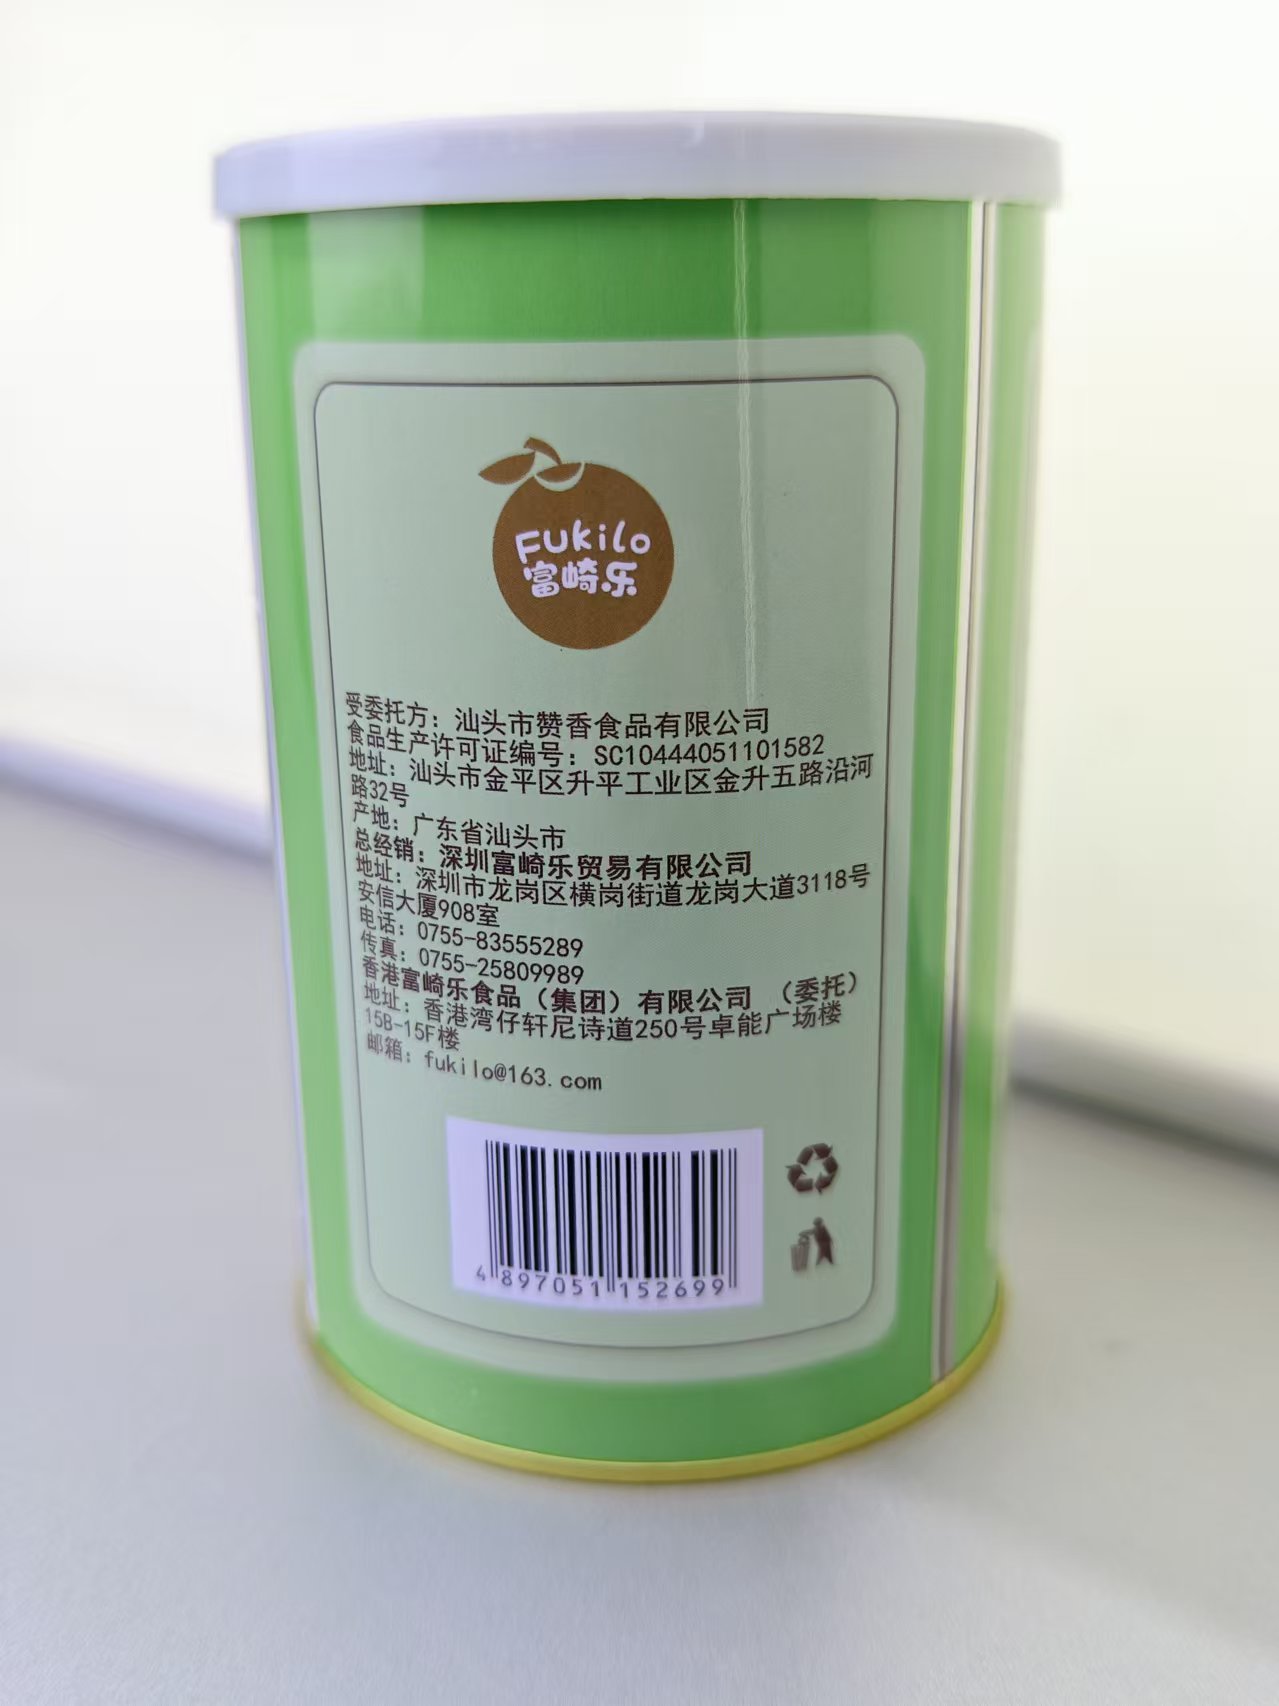 Fukilo
富崎乐
受委托方：汕头市赞香食品有限公司
食品生产许可证编号：SC10444051101582
地址：汕头市金平区升平工业区金升五路沿河
路32号
产地：广东省汕头市
总经销：深圳富崎乐贸易有限公司
地址：深圳市龙岗区横岗街道龙岗大道3118号
安信大厦908室
电话：0755-83555289
传真：0755-25809989
香港富崎乐食品（集团）有限公司 （委托）
地址：香港湾仔轩尼诗道250号卓能广场楼
15B-15F楼
邮箱：fukilo@163.com
4 897051 152699